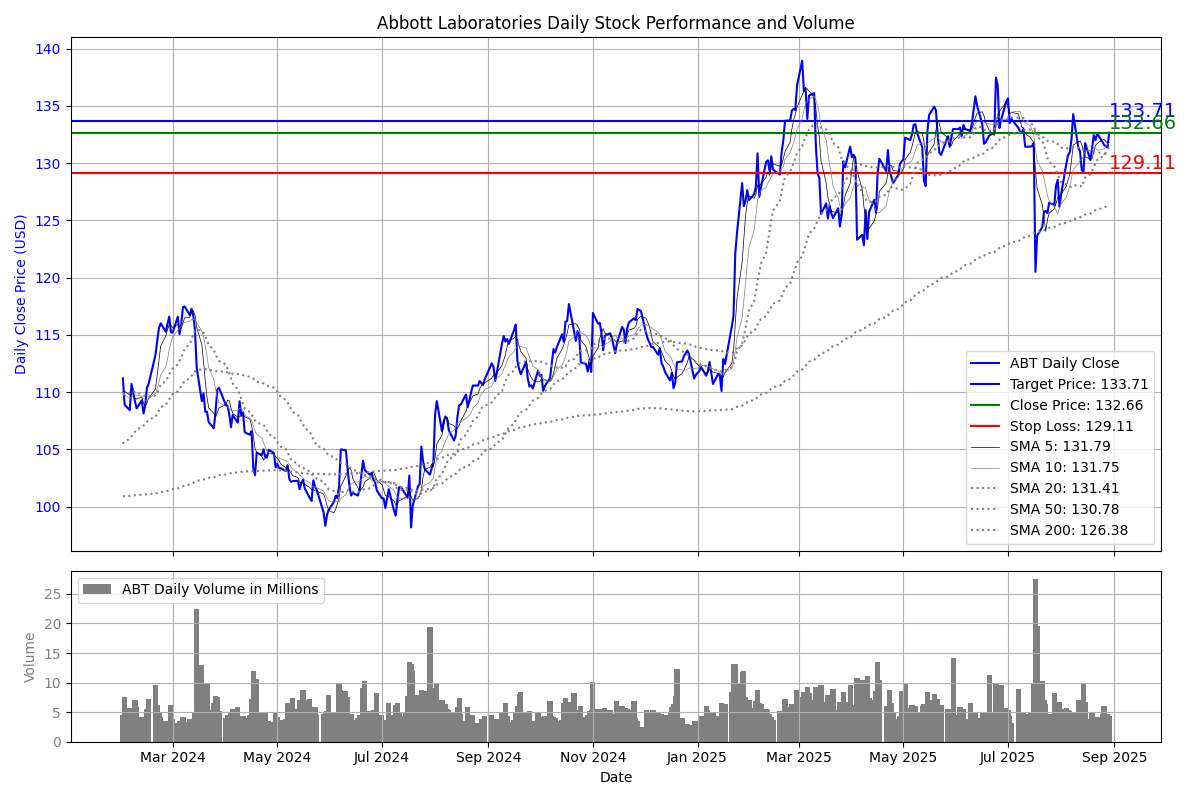 Abbott Laboratories Daily Stock Performance and Volume
Daily Close Price (USD)
140
135
130
125
120
115
110
105
100
133.71
132.66
129.11
ABT Daily Close
Target Price: 133.71
Close Price: 132.66
Stop Loss: 129.11
SMA 5: 131.79
SMA 10: 131.75
SMA 20: 131.41
SMA 50: 130.78
SMA 200: 126.38
ABT Daily Volume in Millions
Volume
25
20
15
10
5
0
Mar 2024 May 2024 Jul 2024 Sep 2024 Nov 2024 Jan 2025 Mar 2025 May 2025 Jul 2025 Sep 2025
Date